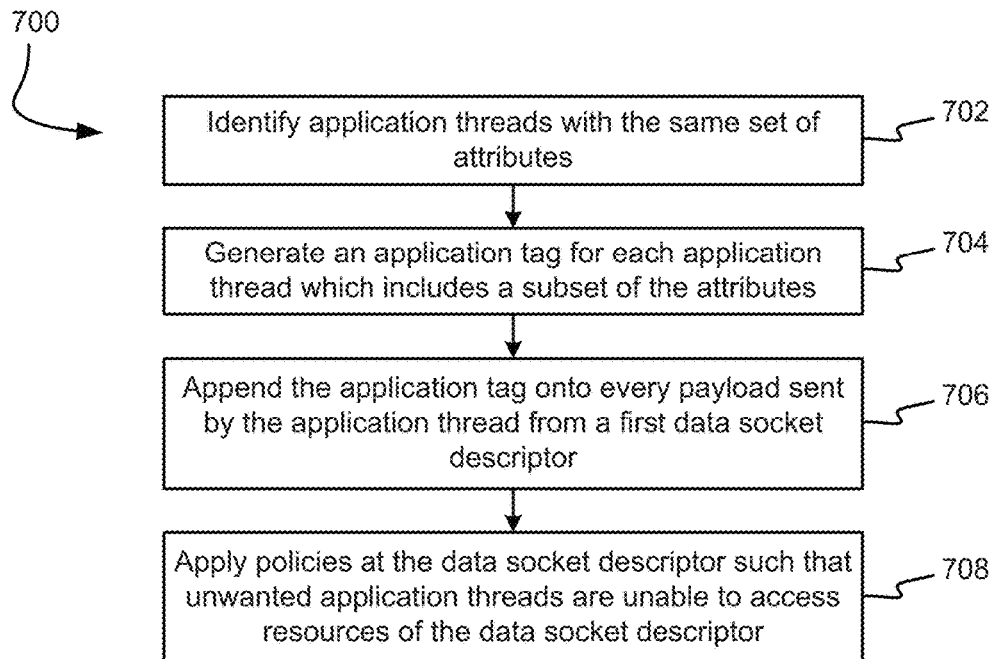 700
Identify application threads with the same set of
attributes
702
Generate an application tag for each application
thread which includes a subset of the attributes
704
Append the application tag onto every payload sent
by the application thread from a first data socket
descriptor
706
Apply policies at the data socket descriptor such that
unwanted application threads are unable to access
resources of the data socket descriptor
708